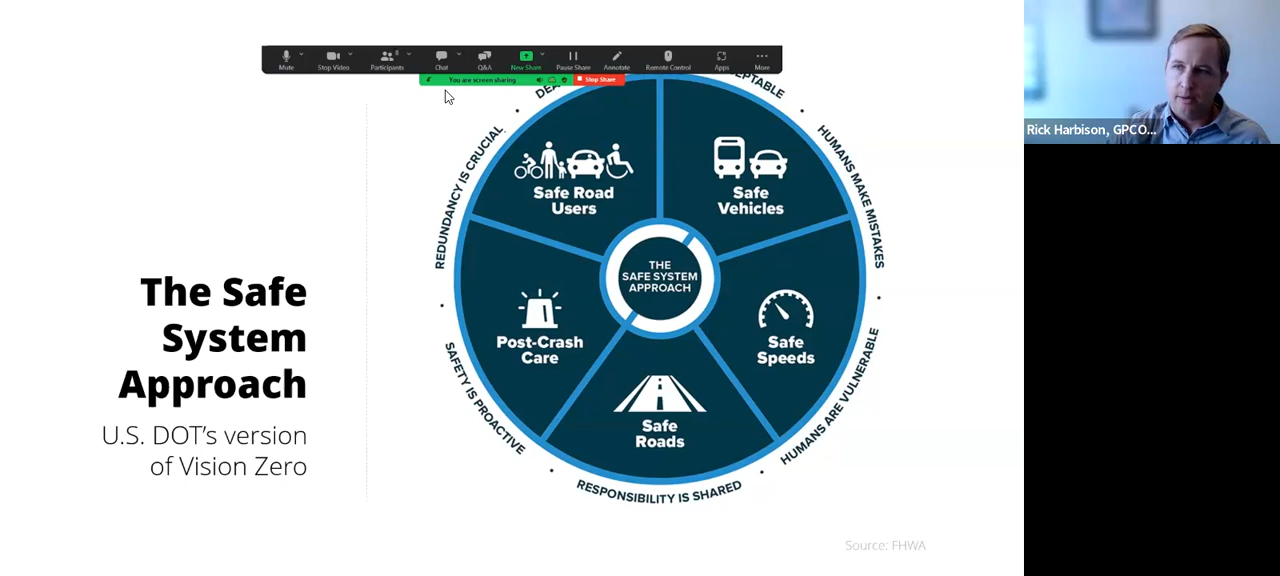 Mute
Stop Video
Participants
8
Chat
Q&A
New Share
Pause Share
Annotate
Remote Control
Apps
More
You are screen sharing
Stop Share
Rick Harbison, GPCO...
HUMANS MAKE MISTAKES
HUMANS ARE VULNERABLE
RESPONSIBILITY IS SHARED
SAFETY IS PROACTIVE
REDUNDANCY IS CRUCIAL
Safe Road
Users
Safe
Vehicles
THE
SAFE SYSTEM
APPROACH
Post-Crash
Care
Safe
Speeds
Safe
Roads
The Safe
System
Approach
U.S. DOT’s version
of Vision Zero
Source: FHWA